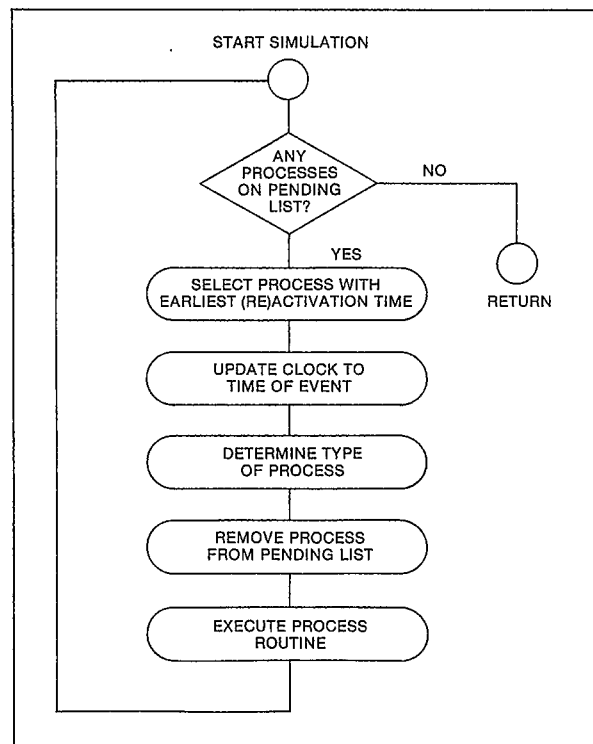 START SIMULATION
ANY
PROCESSES
ON PENDING
LIST?
NO
YES
RETURN
SELECT PROCESS WITH
EARLIEST (RE)ACTIVATION TIME
UPDATE CLOCK TO
TIME OF EVENT
DETERMINE TYPE
OF PROCESS
REMOVE PROCESS
FROM PENDING LIST
EXECUTE PROCESS
ROUTINE